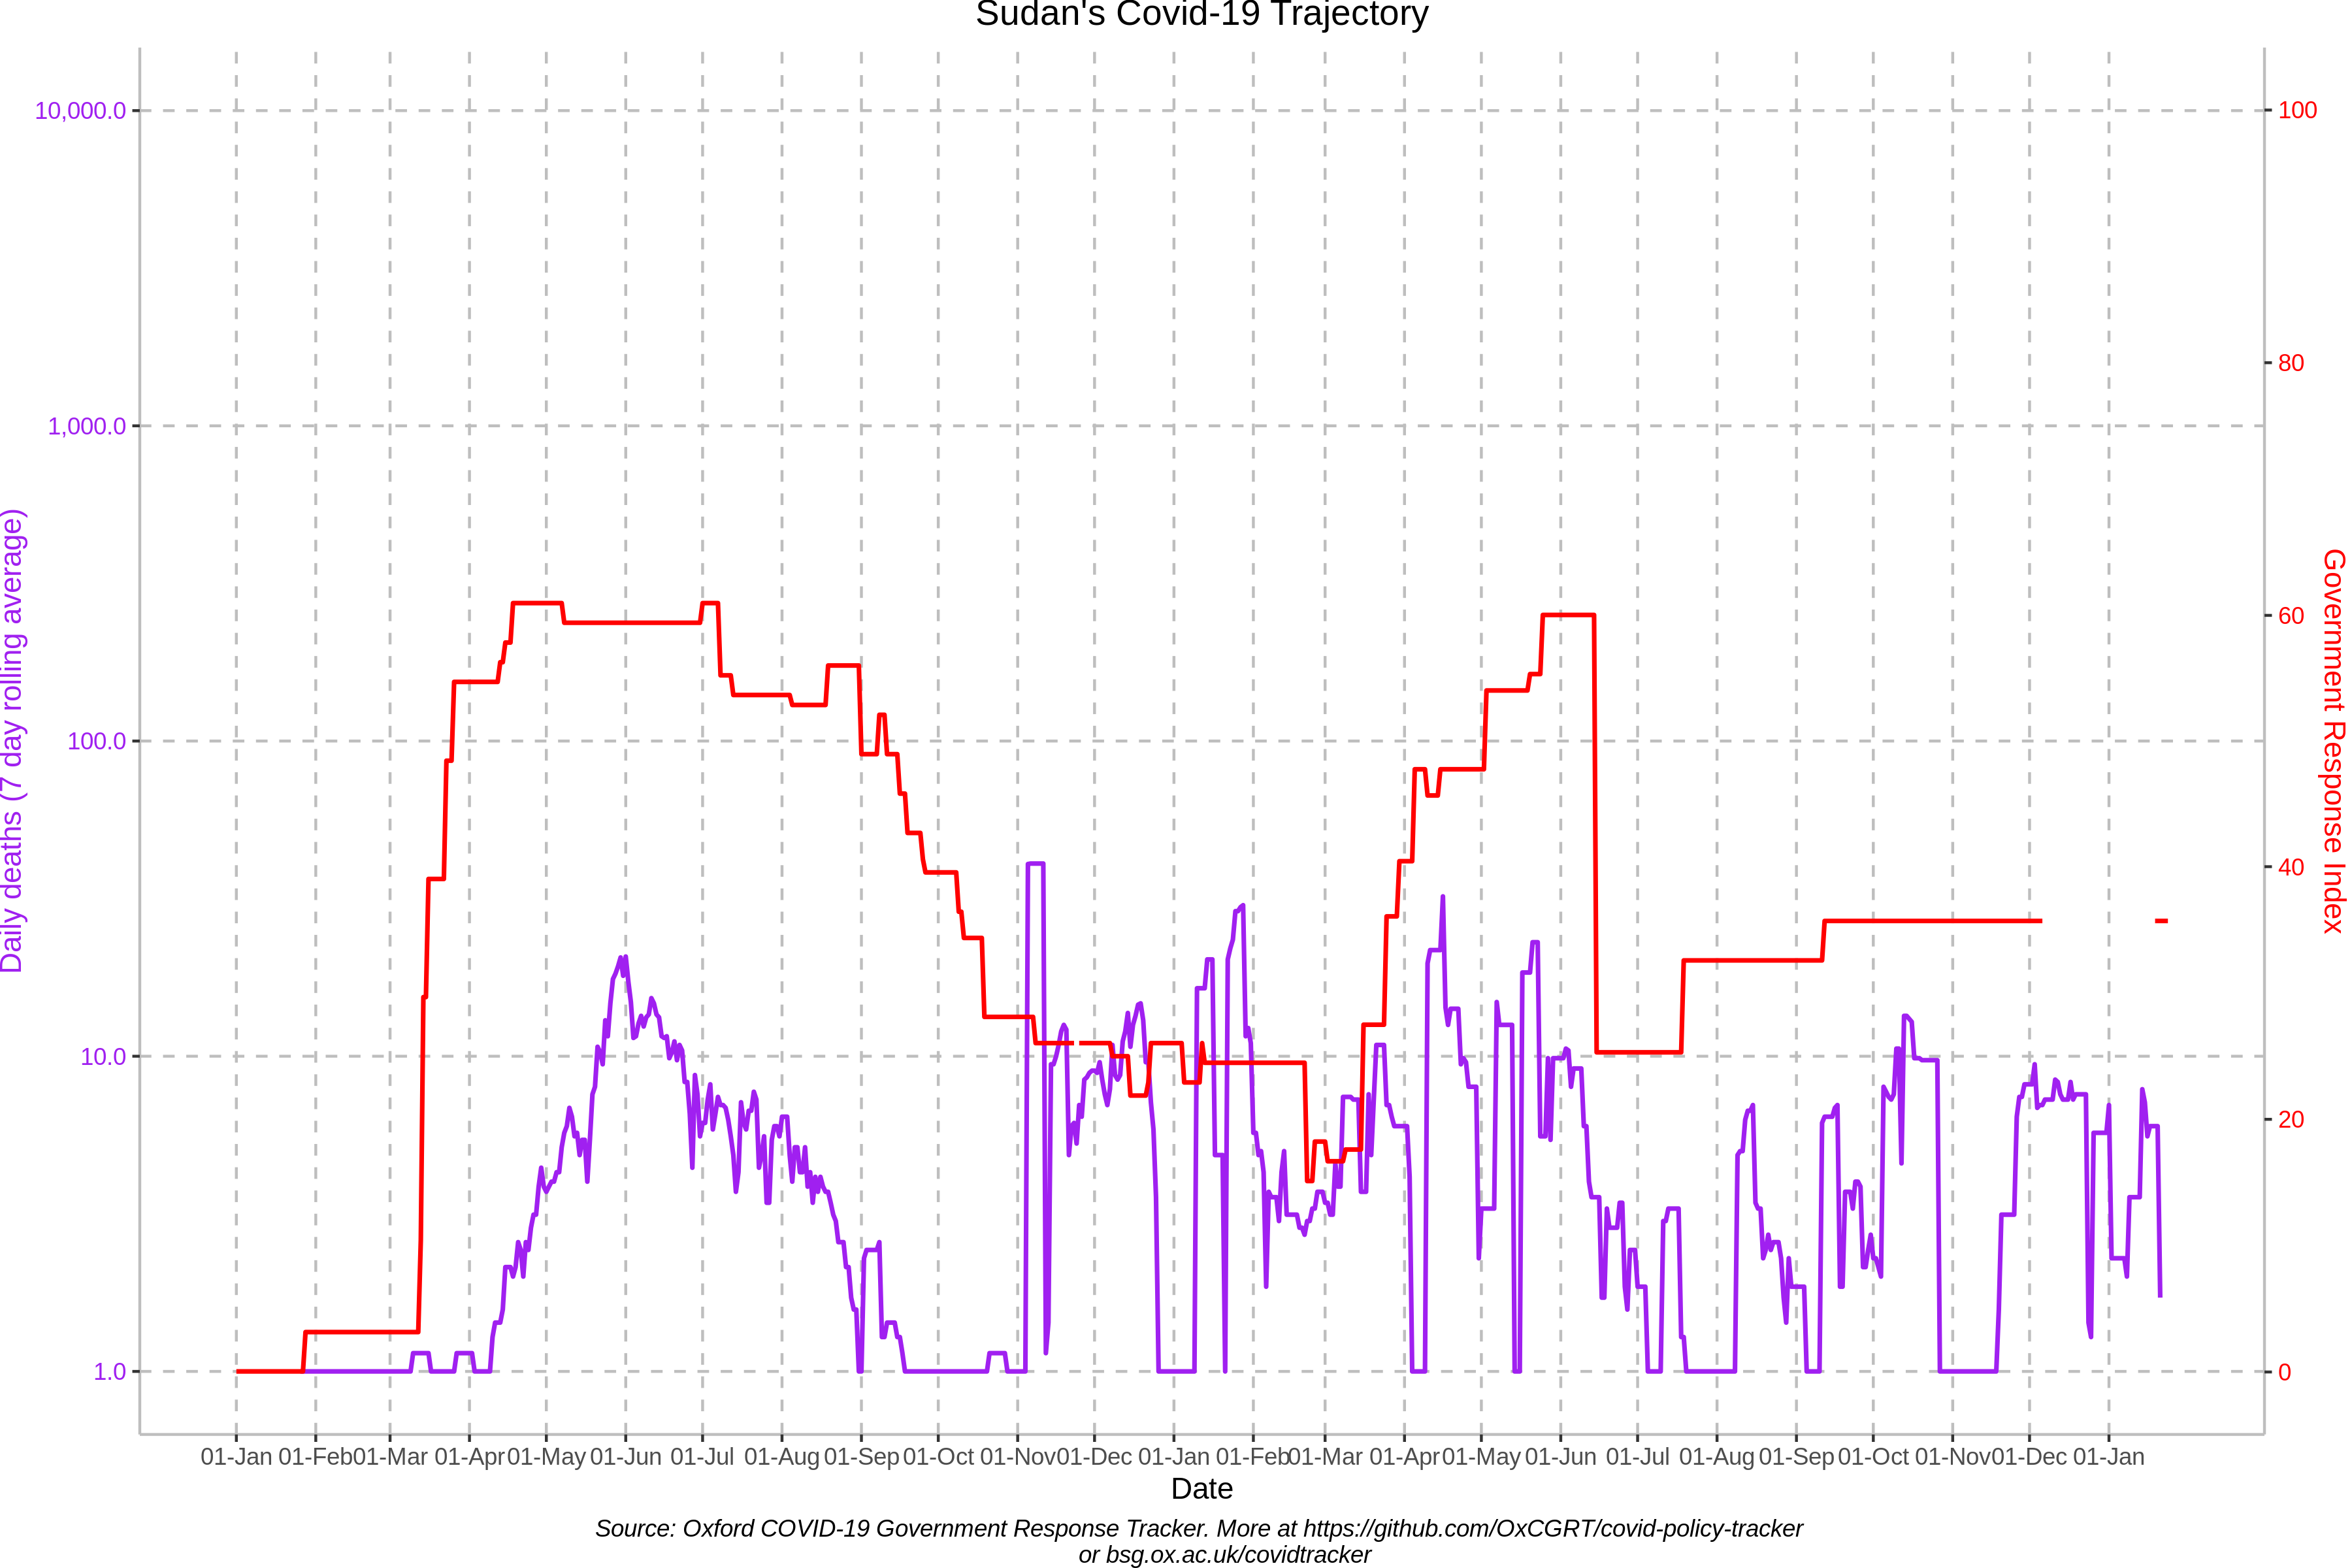 Sudan's Covid-19 Trajectory
10,000.0
1,000.0
100.0
10.0
1.0
Daily deaths (7 day rolling average)
100
80
60
40
20
0
Government Response Index
01-Jan 01-Feb 01-Mar 01-Apr 01-May 01-Jun 01-Jul 01-Aug 01-Sep 01-Oct 01-Nov 01-Dec 01-Jan 01-Feb 01-Mar 01-Apr 01-May 01-Jun 01-Jul 01-Aug 01-Sep 01-Oct 01-Nov 01-Dec 01-Jan
Date
Source: Oxford COVID-19 Government Response Tracker. More at https://github.com/OxCGRT/covid-policy-tracker
or bsg.ox.ac.uk/covidtracker